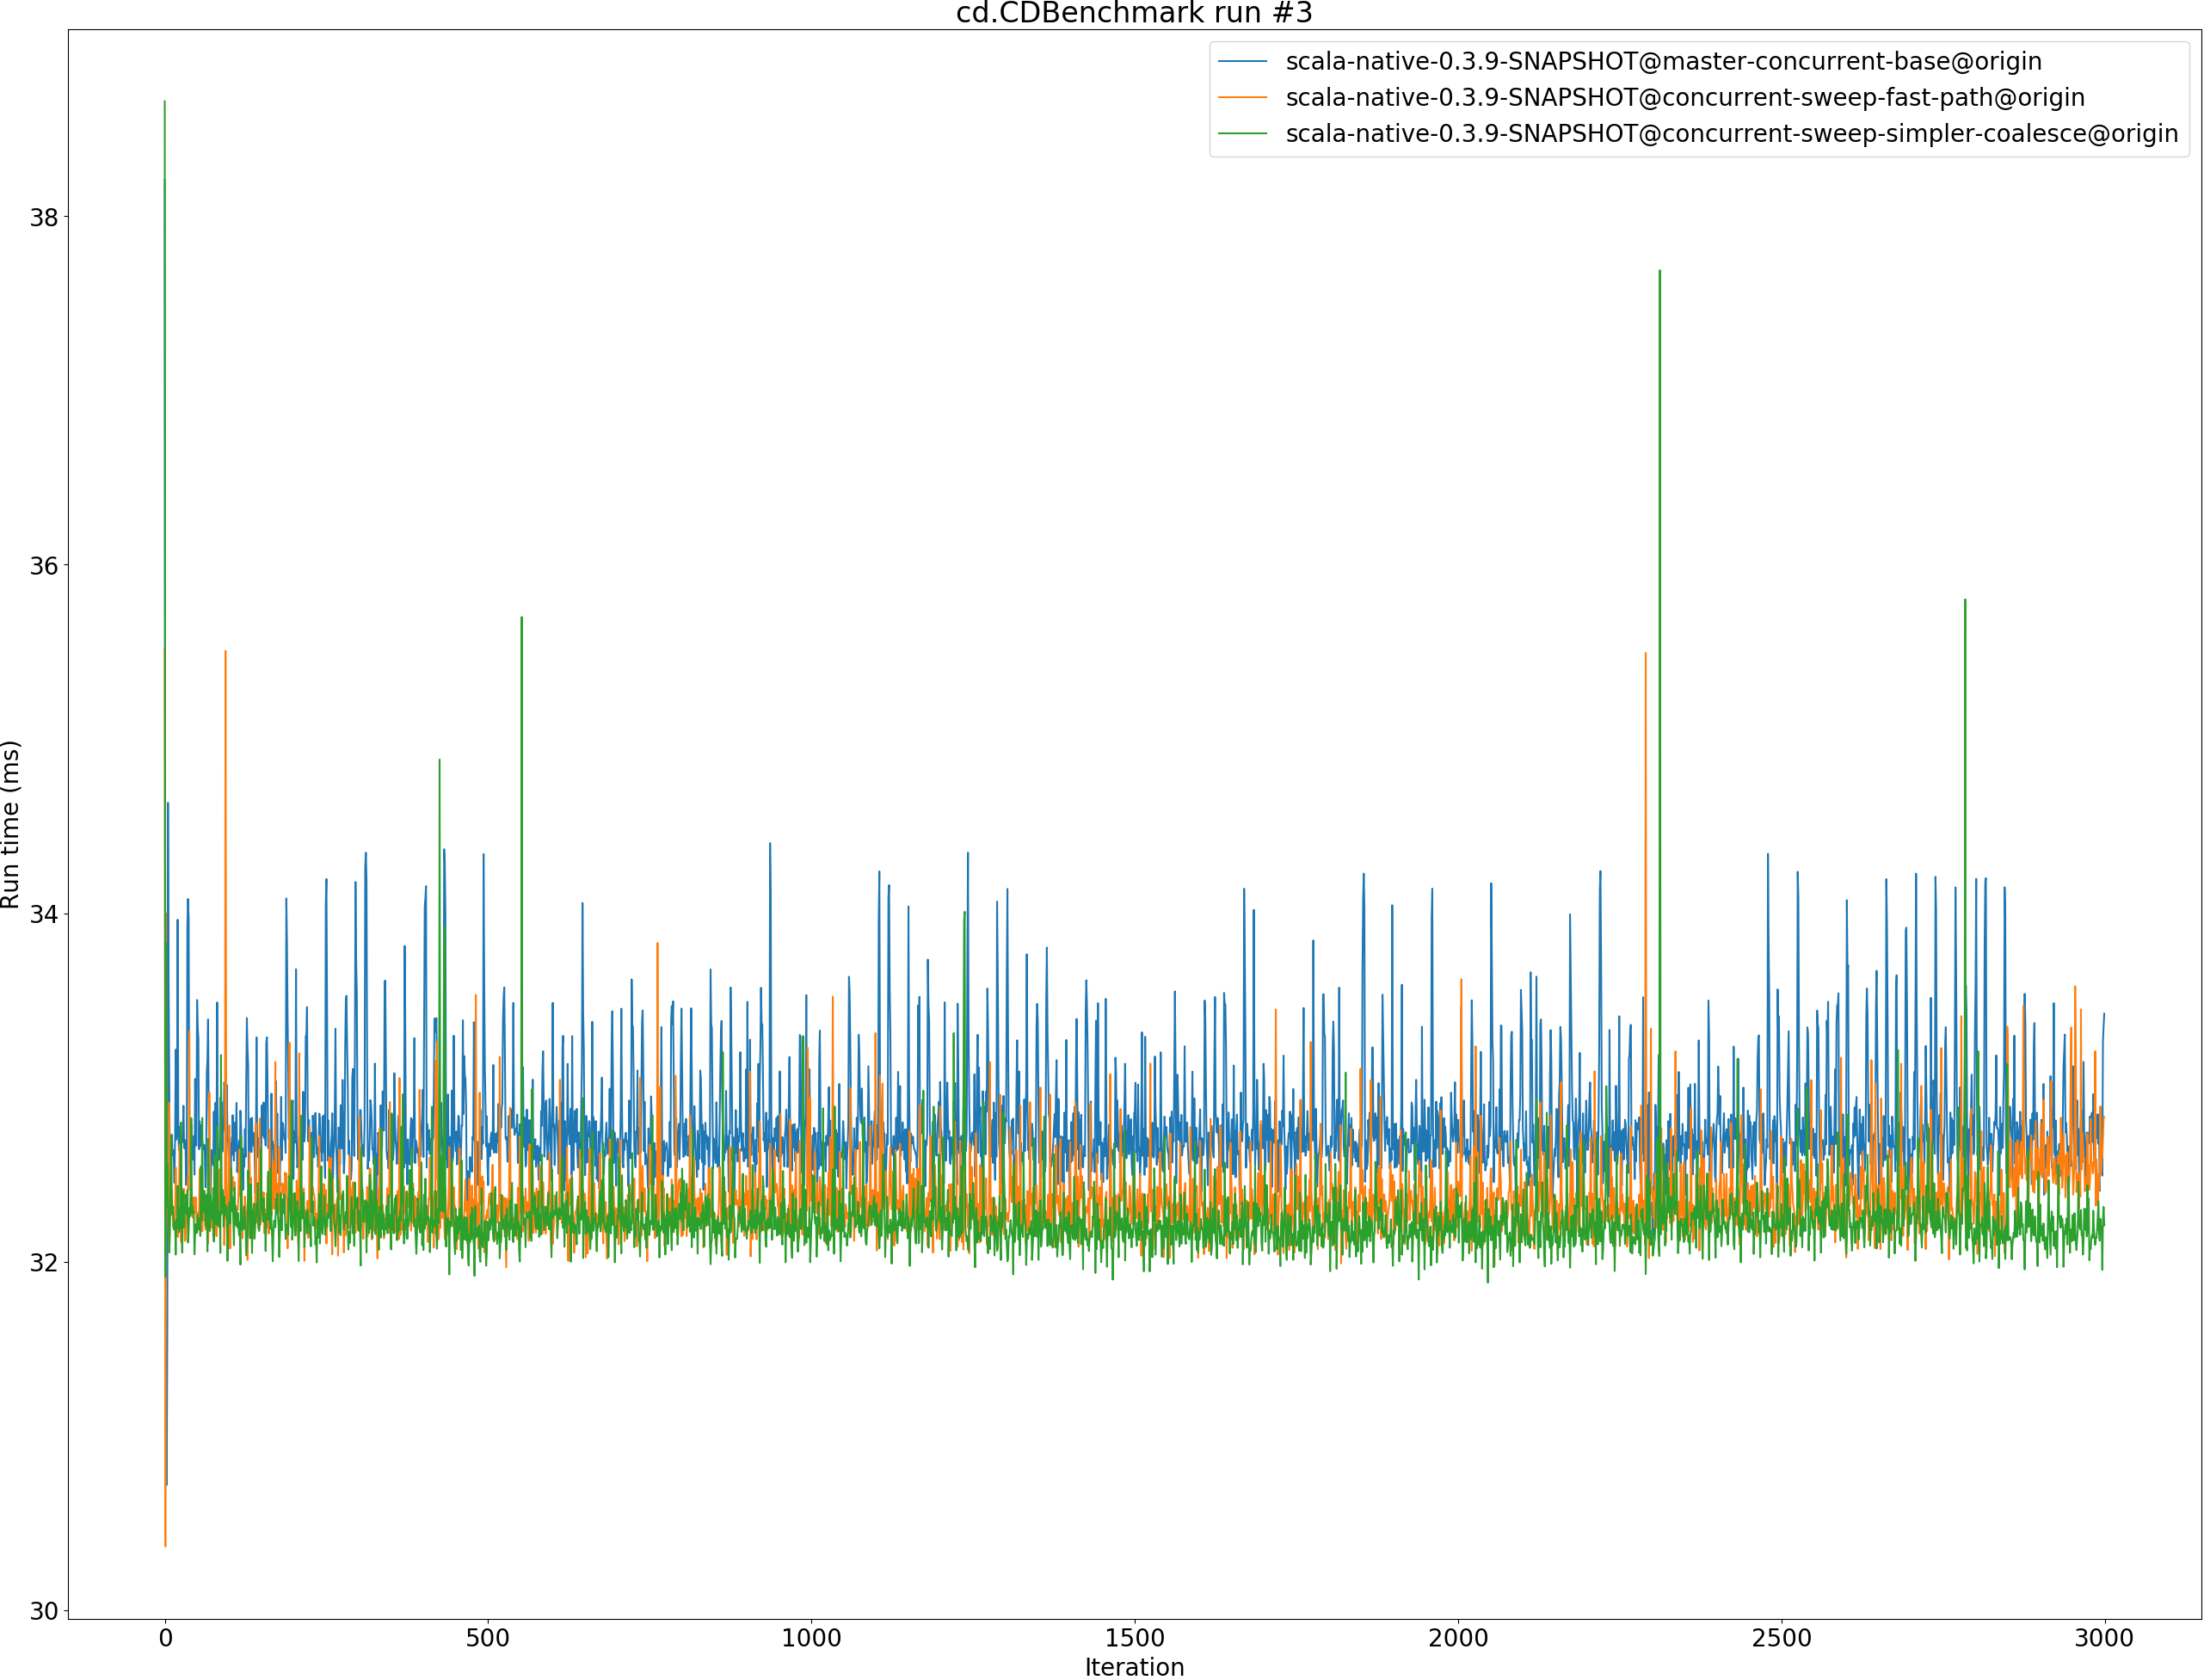 cd.CDBenchmark run #3
scala-native-0.3.9-SNAPSHOT@master-concurrent-base@origin
scala-native-0.3.9-SNAPSHOT@concurrent-sweep-fast-path@origin
scala-native-0.3.9-SNAPSHOT@concurrent-sweep-simpler-coalesce@origin
Run time (ms)
38
36
34
32
30
0 500 1000 1500 2000 2500 3000
Iteration